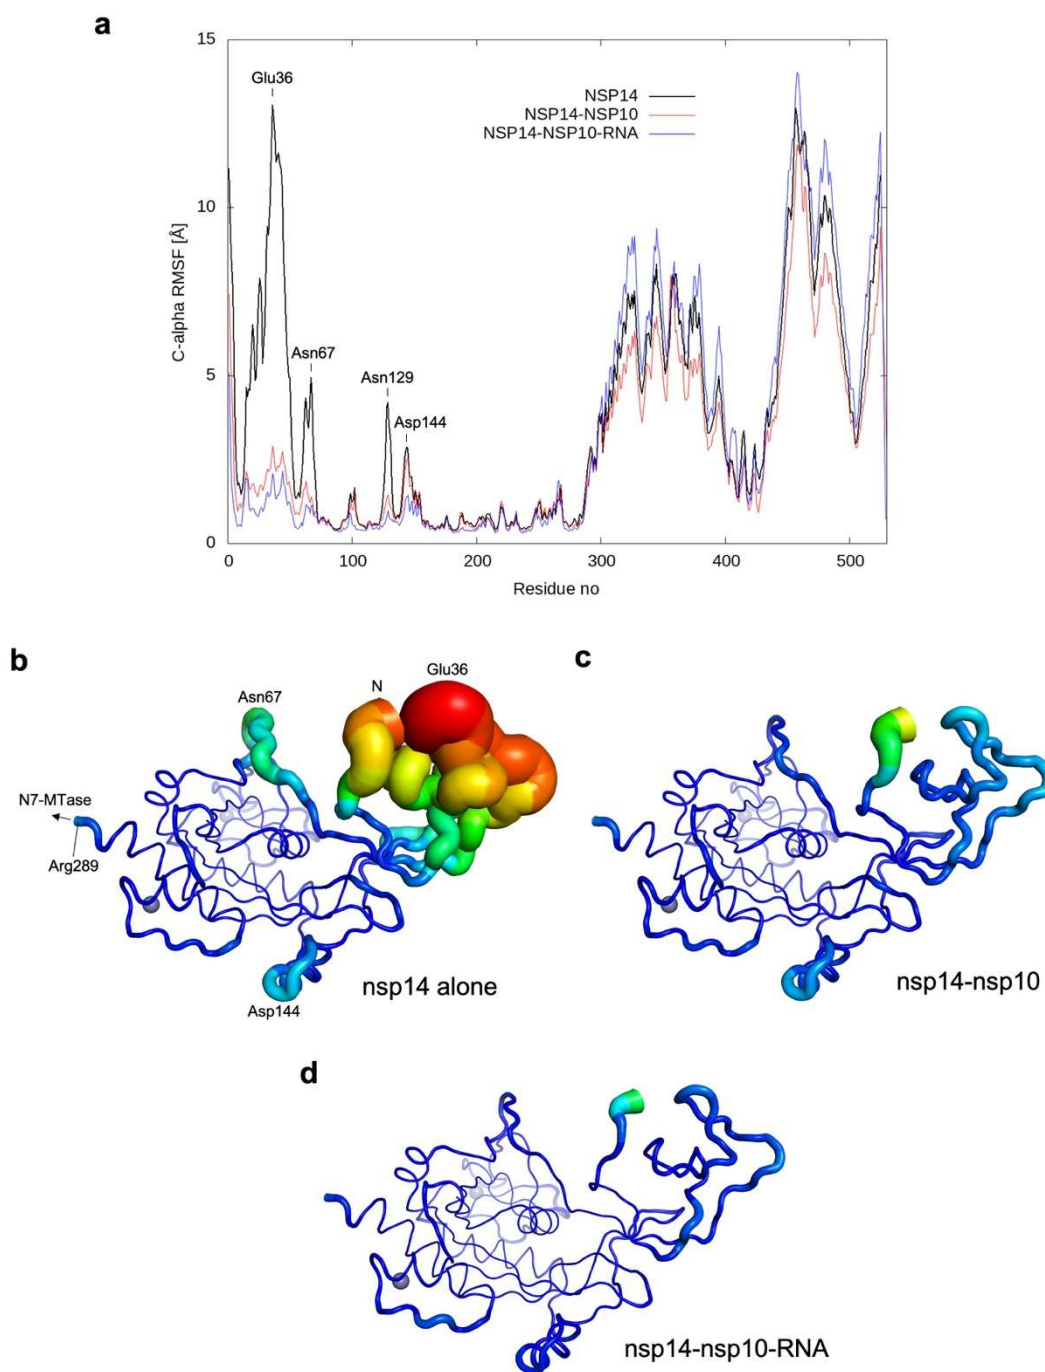 a
15
10
5
0
C-alpha RMSF [Å]
Glu36
Asn67
Asn129
Asp144
NSP14
NSP14-NSP10
NSP14-NSP10-RNA
0 100 200 300 400 500
Residue no
b
Asn67
N
Glu36
N7-MTase
Arg289
Asp144
nsp14 alone
c
nsp14-nsp10
d
nsp14-nsp10-RNA